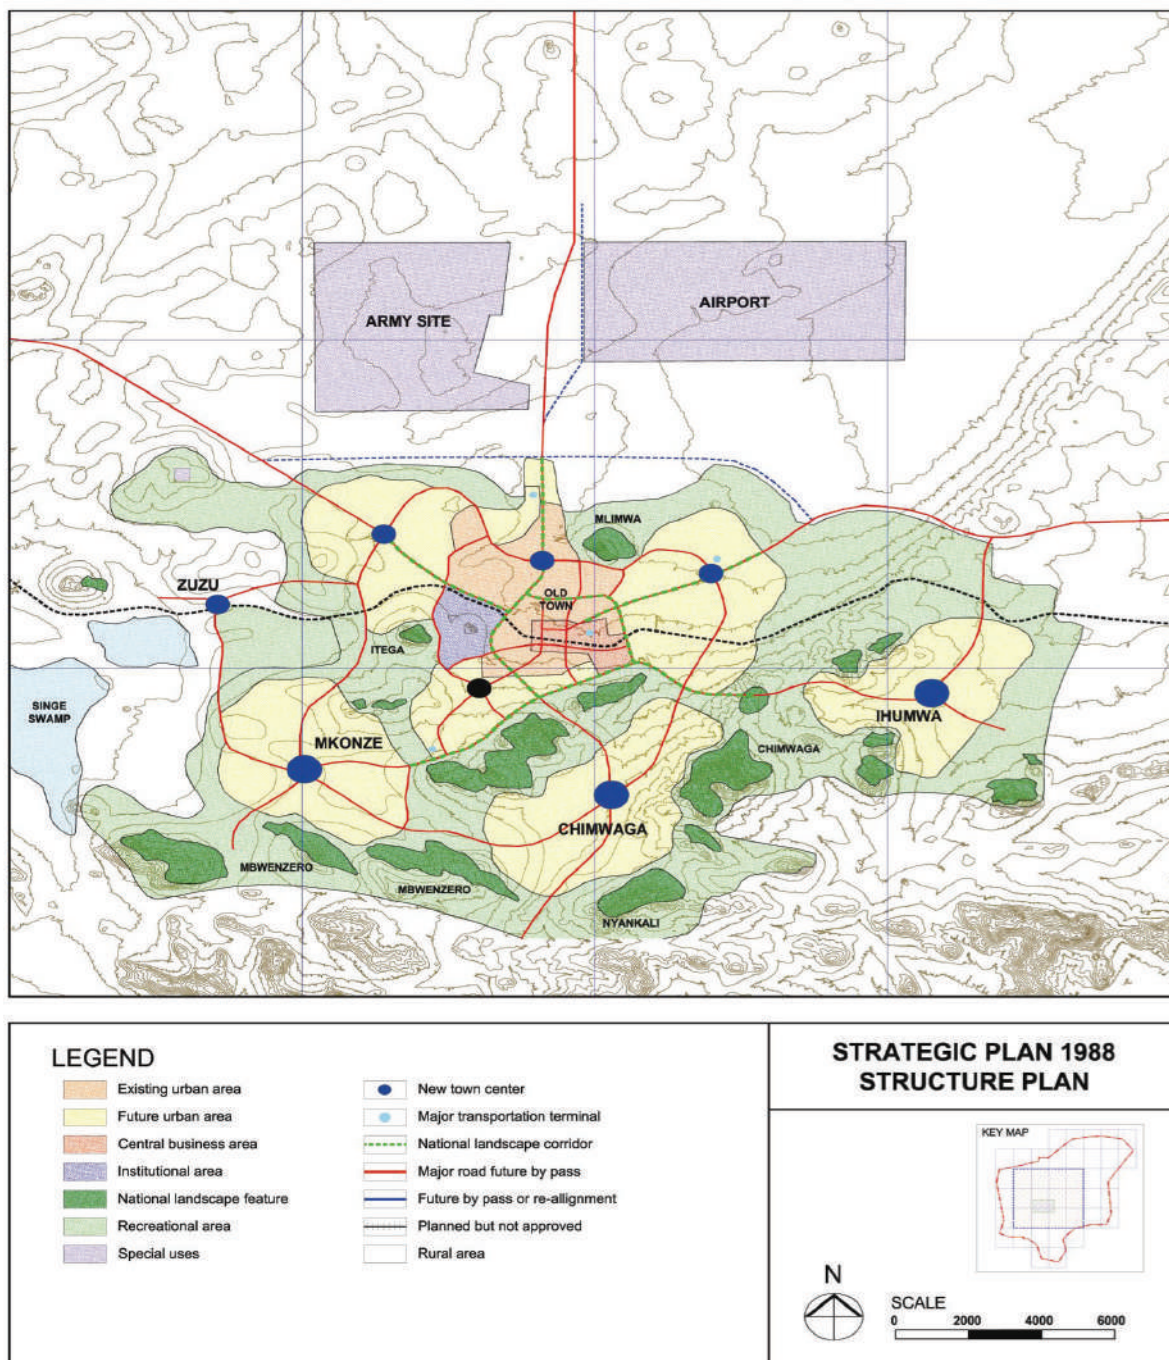 ARMY SITE
AIRPORT
MLIMWA
ZUZU
OLD
TOWN
ITEGA
SINGE
SWAMP
MKONZE
IHUMWA
CHIMWAGA
CHIMWAGA
MBWENZERO
MBWENZERO
NYANKALI
LEGEND
Existing urban area
Future urban area
Central business area
Institutional area
National landscape feature
Recreational area
Special uses
New town center
Major transportation terminal
National landscape corridor
Major road future by pass
Future by pass or re-allignment
Planned but not approved
Rural area
STRATEGIC PLAN 1988
STRUCTURE PLAN
KEY MAP
N
SCALE
0 2000 4000 6000